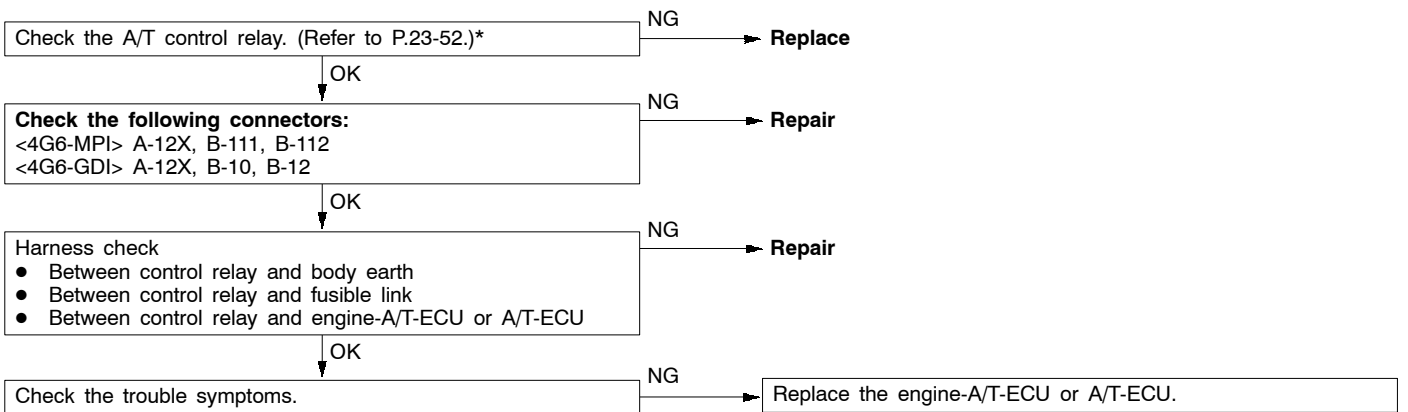 Check the A/T control relay. (Refer to P.23-52.)*
NG
Replace
OK
Check the following connectors:
<4G6-MPI> A-12X, B-111, B-112
<4G6-GDI> A-12X, B-10, B-12
NG
Repair
OK
Harness check
● Between control relay and body earth
● Between control relay and fusible link
● Between control relay and engine-A/T-ECU or A/T-ECU
NG
Repair
OK
Check the trouble symptoms.
NG
Replace the engine-A/T-ECU or A/T-ECU.